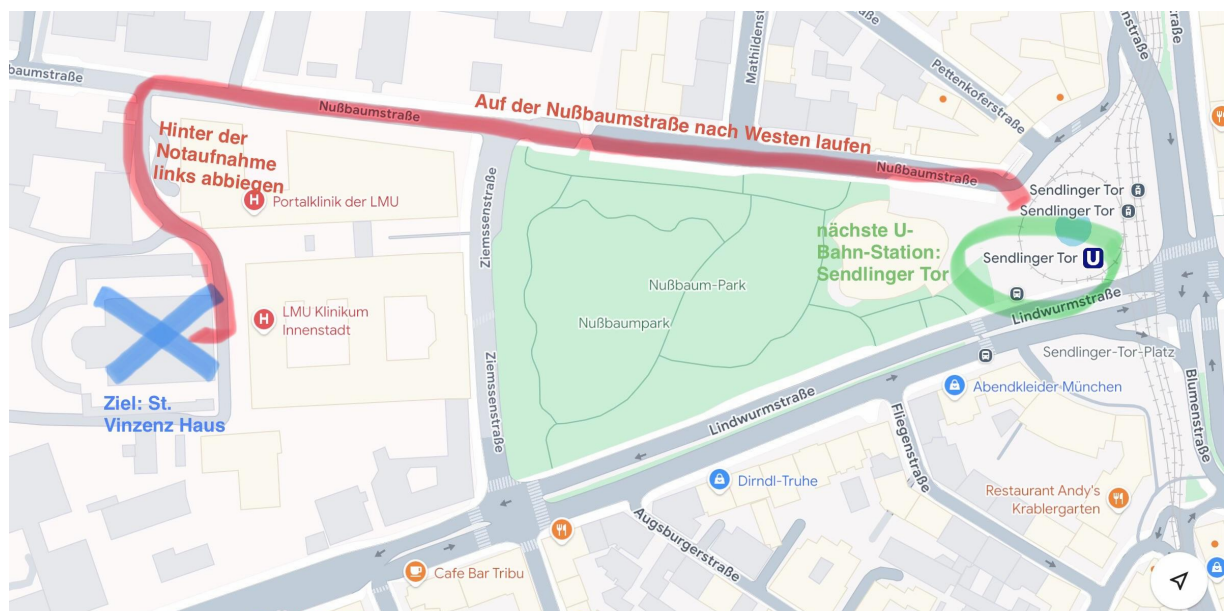 ßbaumstraße
Nußbaumstraße
Auf der Nußbaumstraße nach Westen laufen
Mathildenst
Pettenkoferstraße
Nußbaumstraße
Hinter der
Notaufnahme
links abbiegen
Portalklinik der LMU
Ziemssenstraße
Sendlinger Tor
Sendlinger Tor
nächste U-
Bahn-Station:
Sendlinger Tor
Sendlinger Tor
U
Nußbaum-Park
Nußbaumpark
LMU Klinikum
Innenstadt
Lindwurmstraße
Sendlinger-Tor-Platz
Ziemssenstraße
Ziel: St.
Vinzenz Haus
Abendkleider München
Blumenstraße
Lindwurmstraße
Fliegenstraße
Dirndl-Truhe
Restaurant Andy's
Krablergarten
Augsburgerstraße
Cafe Bar Tribu